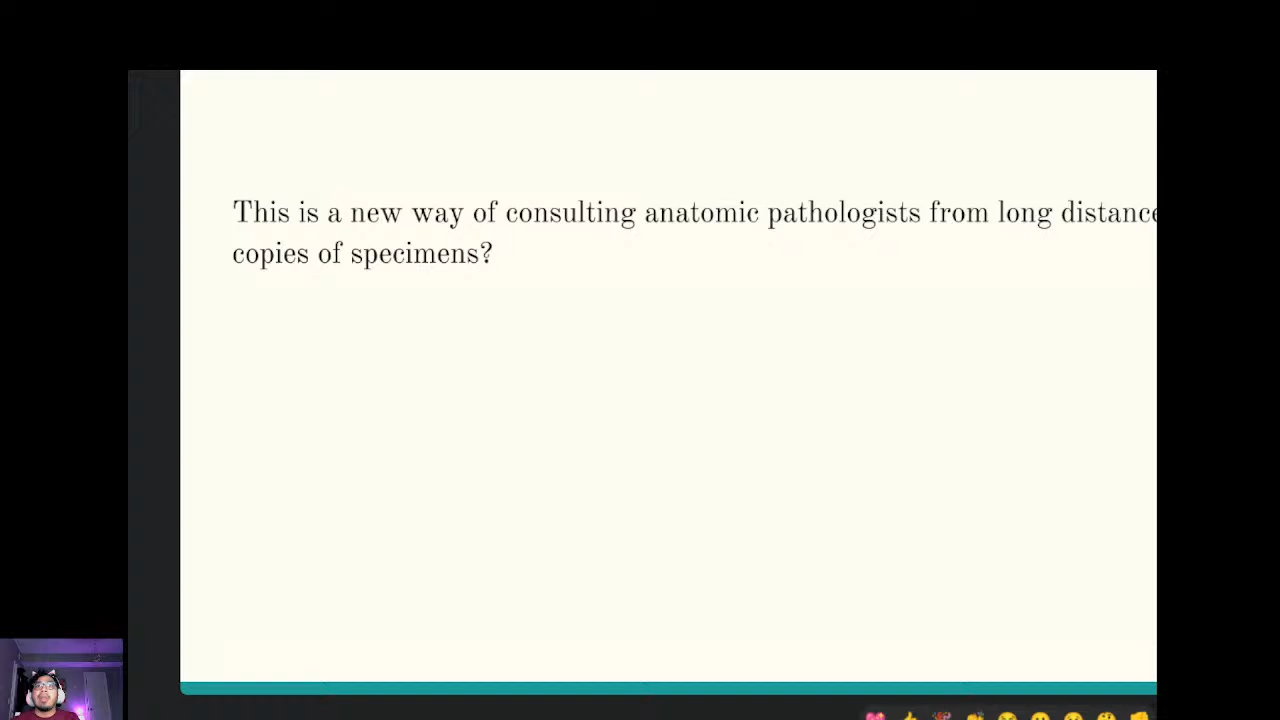 This is a new way of consulting anatomic pathologists from long distance
copies of specimens?